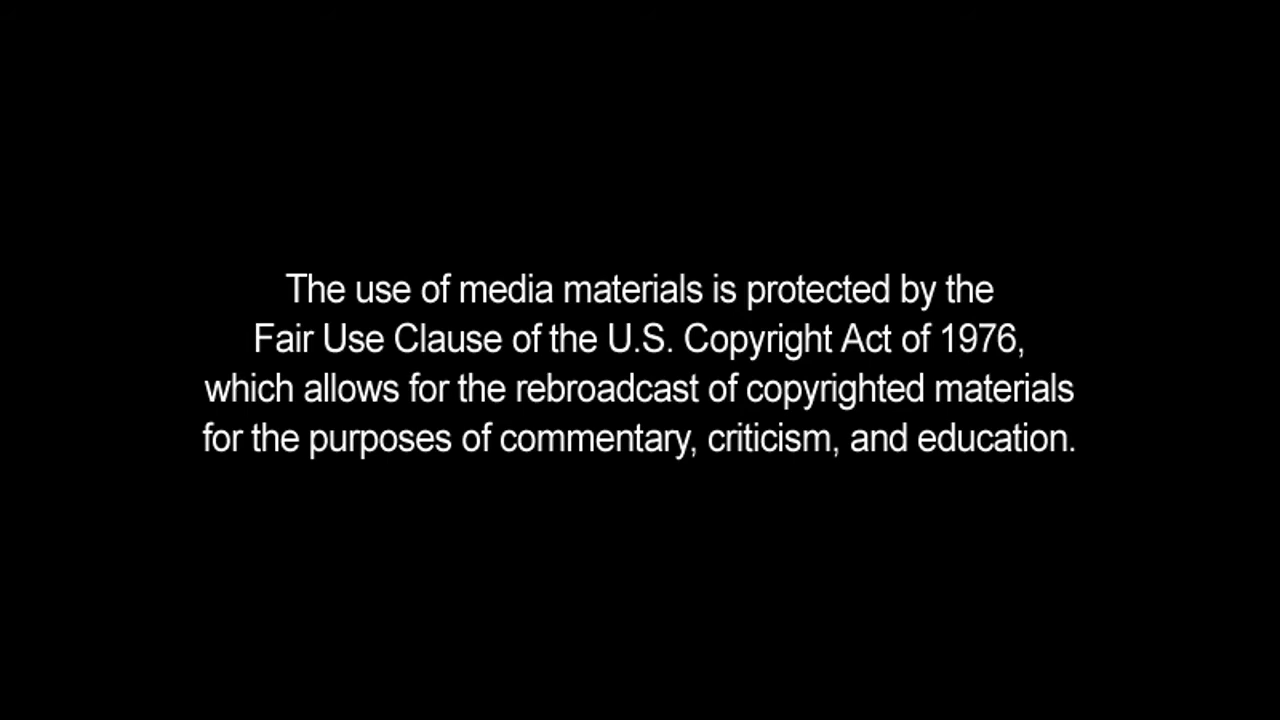 The use of media materials is protected by the
Fair Use Clause of the U.S. Copyright Act of 1976,
which allows for the rebroadcast of copyrighted materials
for the purposes of commentary, criticism, and education.